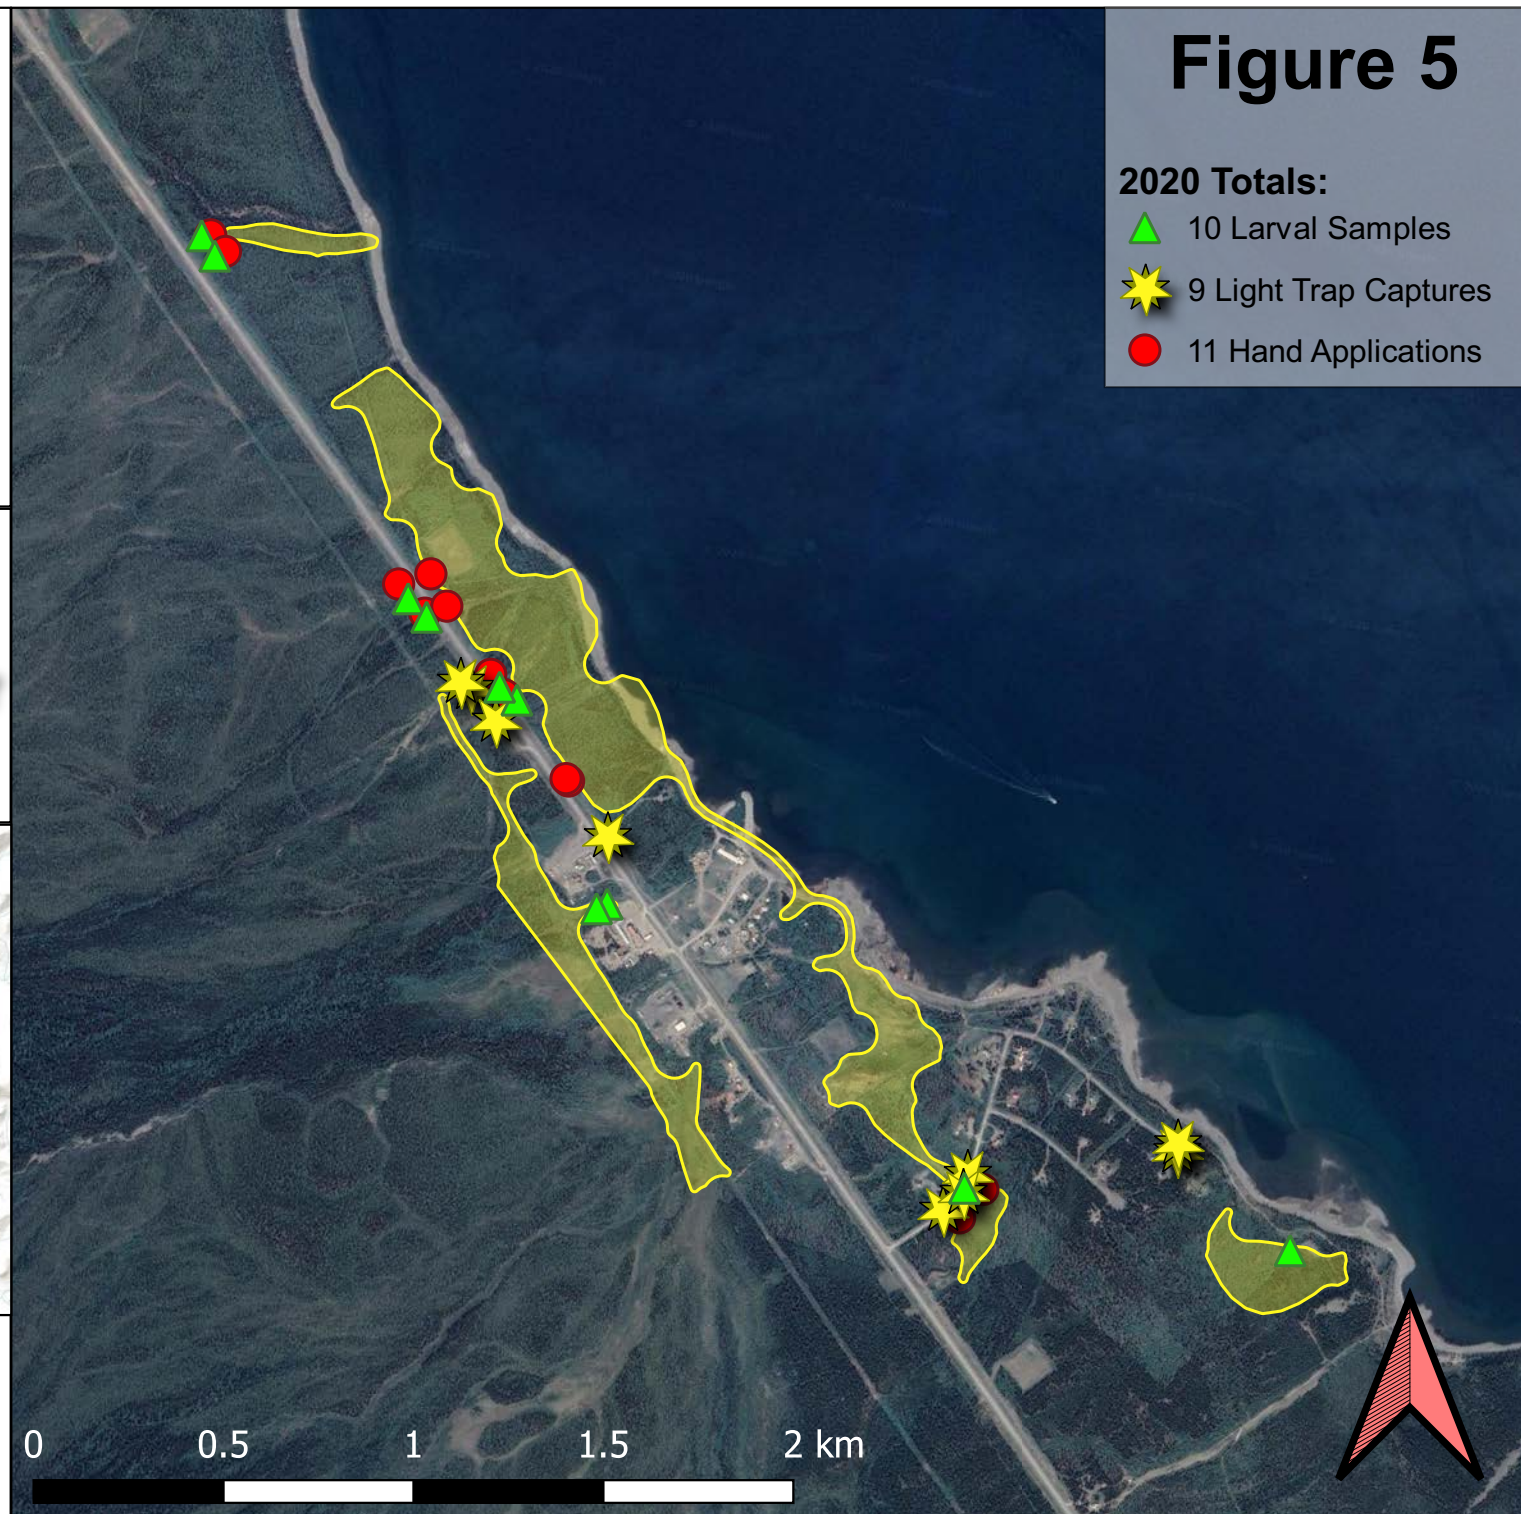 Figure 5
2020 Totals:
10 Larval Samples
9 Light Trap Captures
11 Hand Applications
0 0.5 1 1.5 2 km